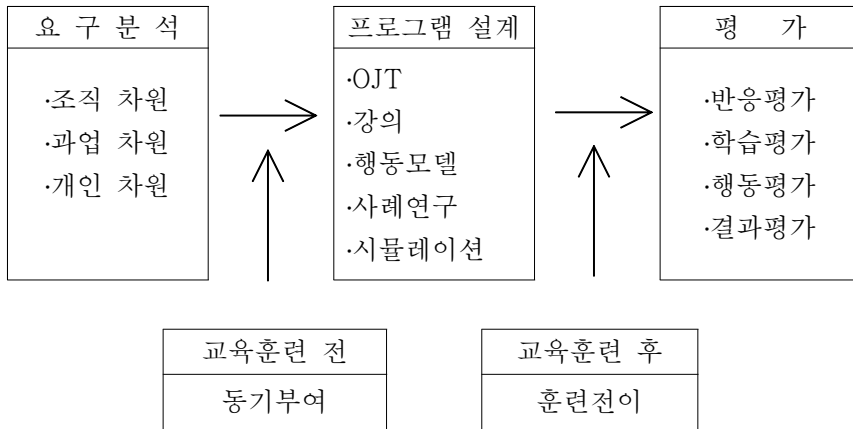 요 구 분 석
·조직 차원
·과업 차원
·개인 차원
프로그램 설계
·OJT
·강의
·행동모델
·사례연구
·시뮬레이션
평 가
·반응평가
·학습평가
·행동평가
·결과평가
교육훈련 전
동기부여
교육훈련 후
훈련전이